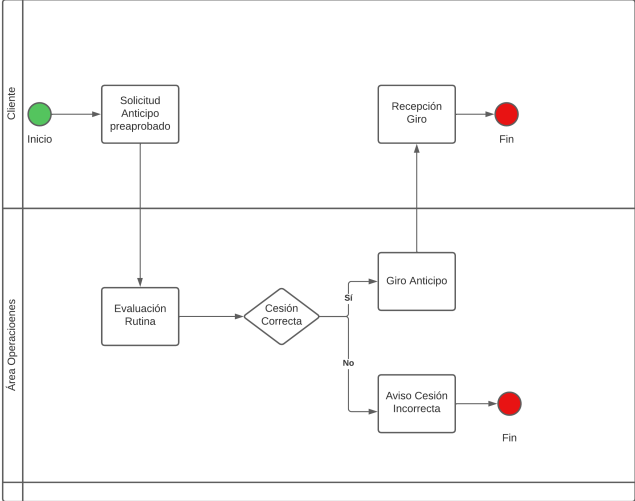 Cliente
Inicio
Solicitud
Anticipo
preaprobado
Recepción
Giro
Fin
Área Operacioenes
Evaluación
Rutina
Cesión
Correcta
Sí
Giro Anticipo
No
Aviso Cesión
Incorrecta
Fin